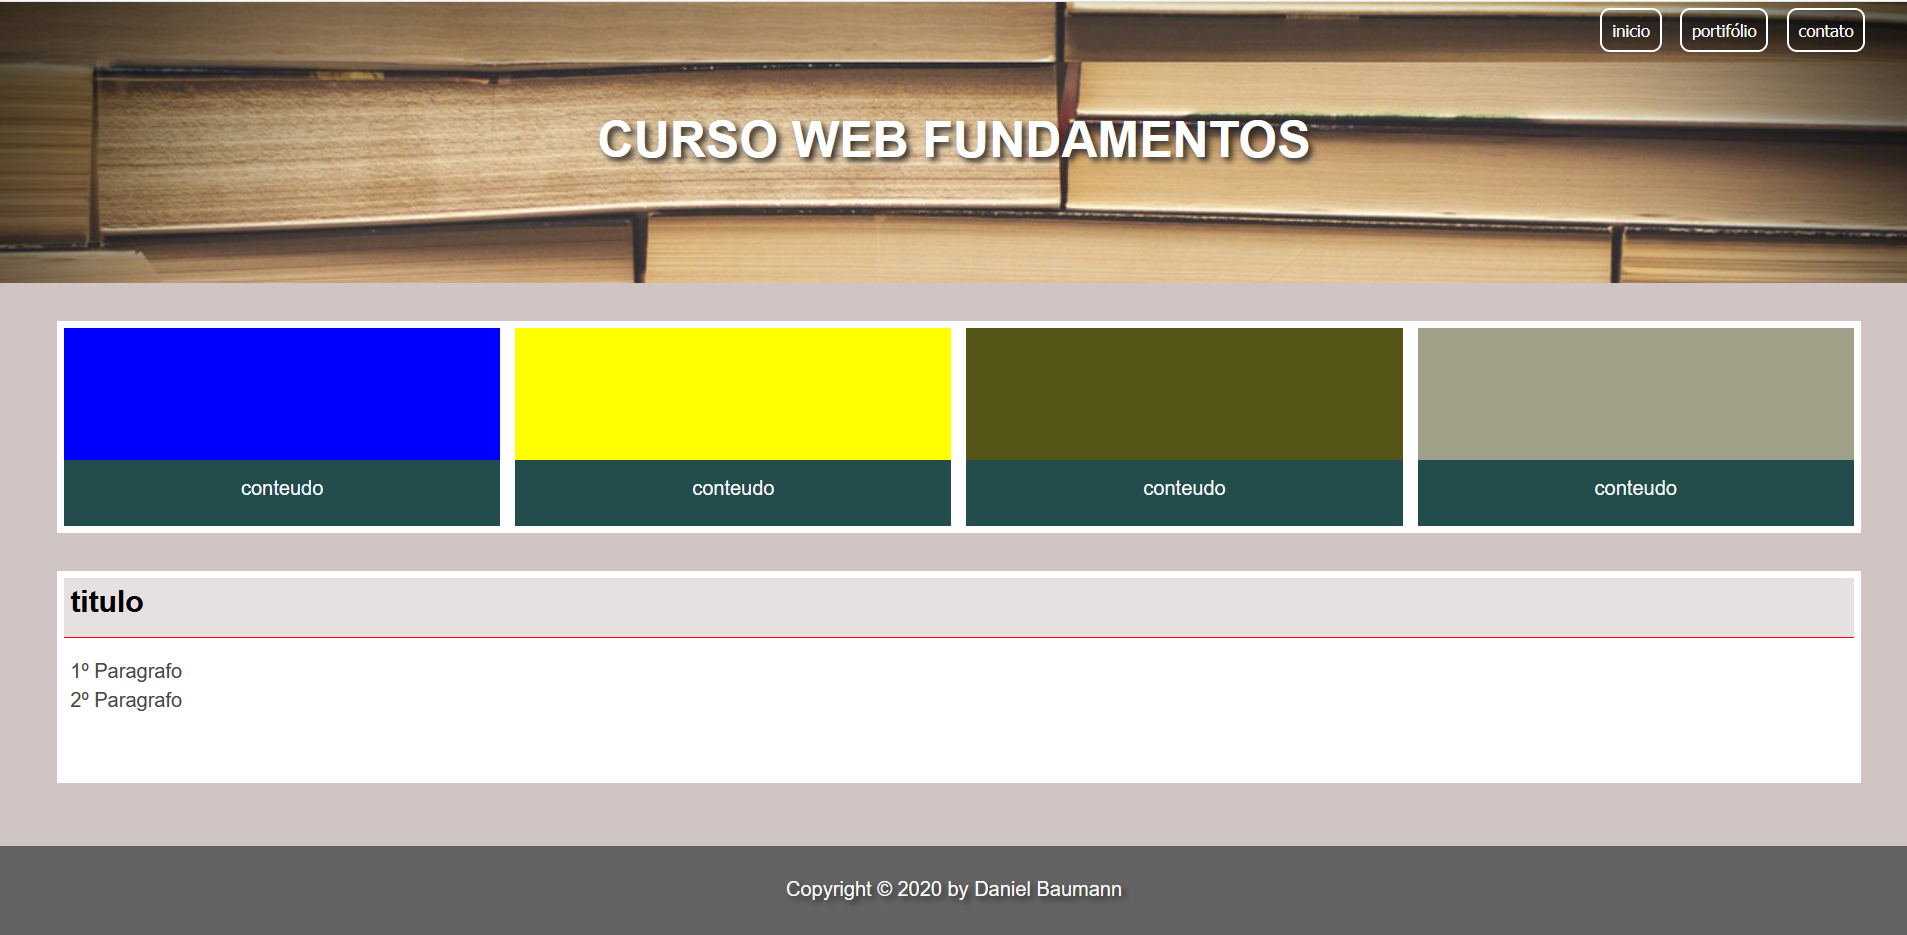 inicio portifólio contato
CURSO WEB FUNDAMENTOS
conteudo conteudo conteudo conteudo
titulo
1º Paragrafo
2º Paragrafo
Copyright © 2020 by Daniel Baumann